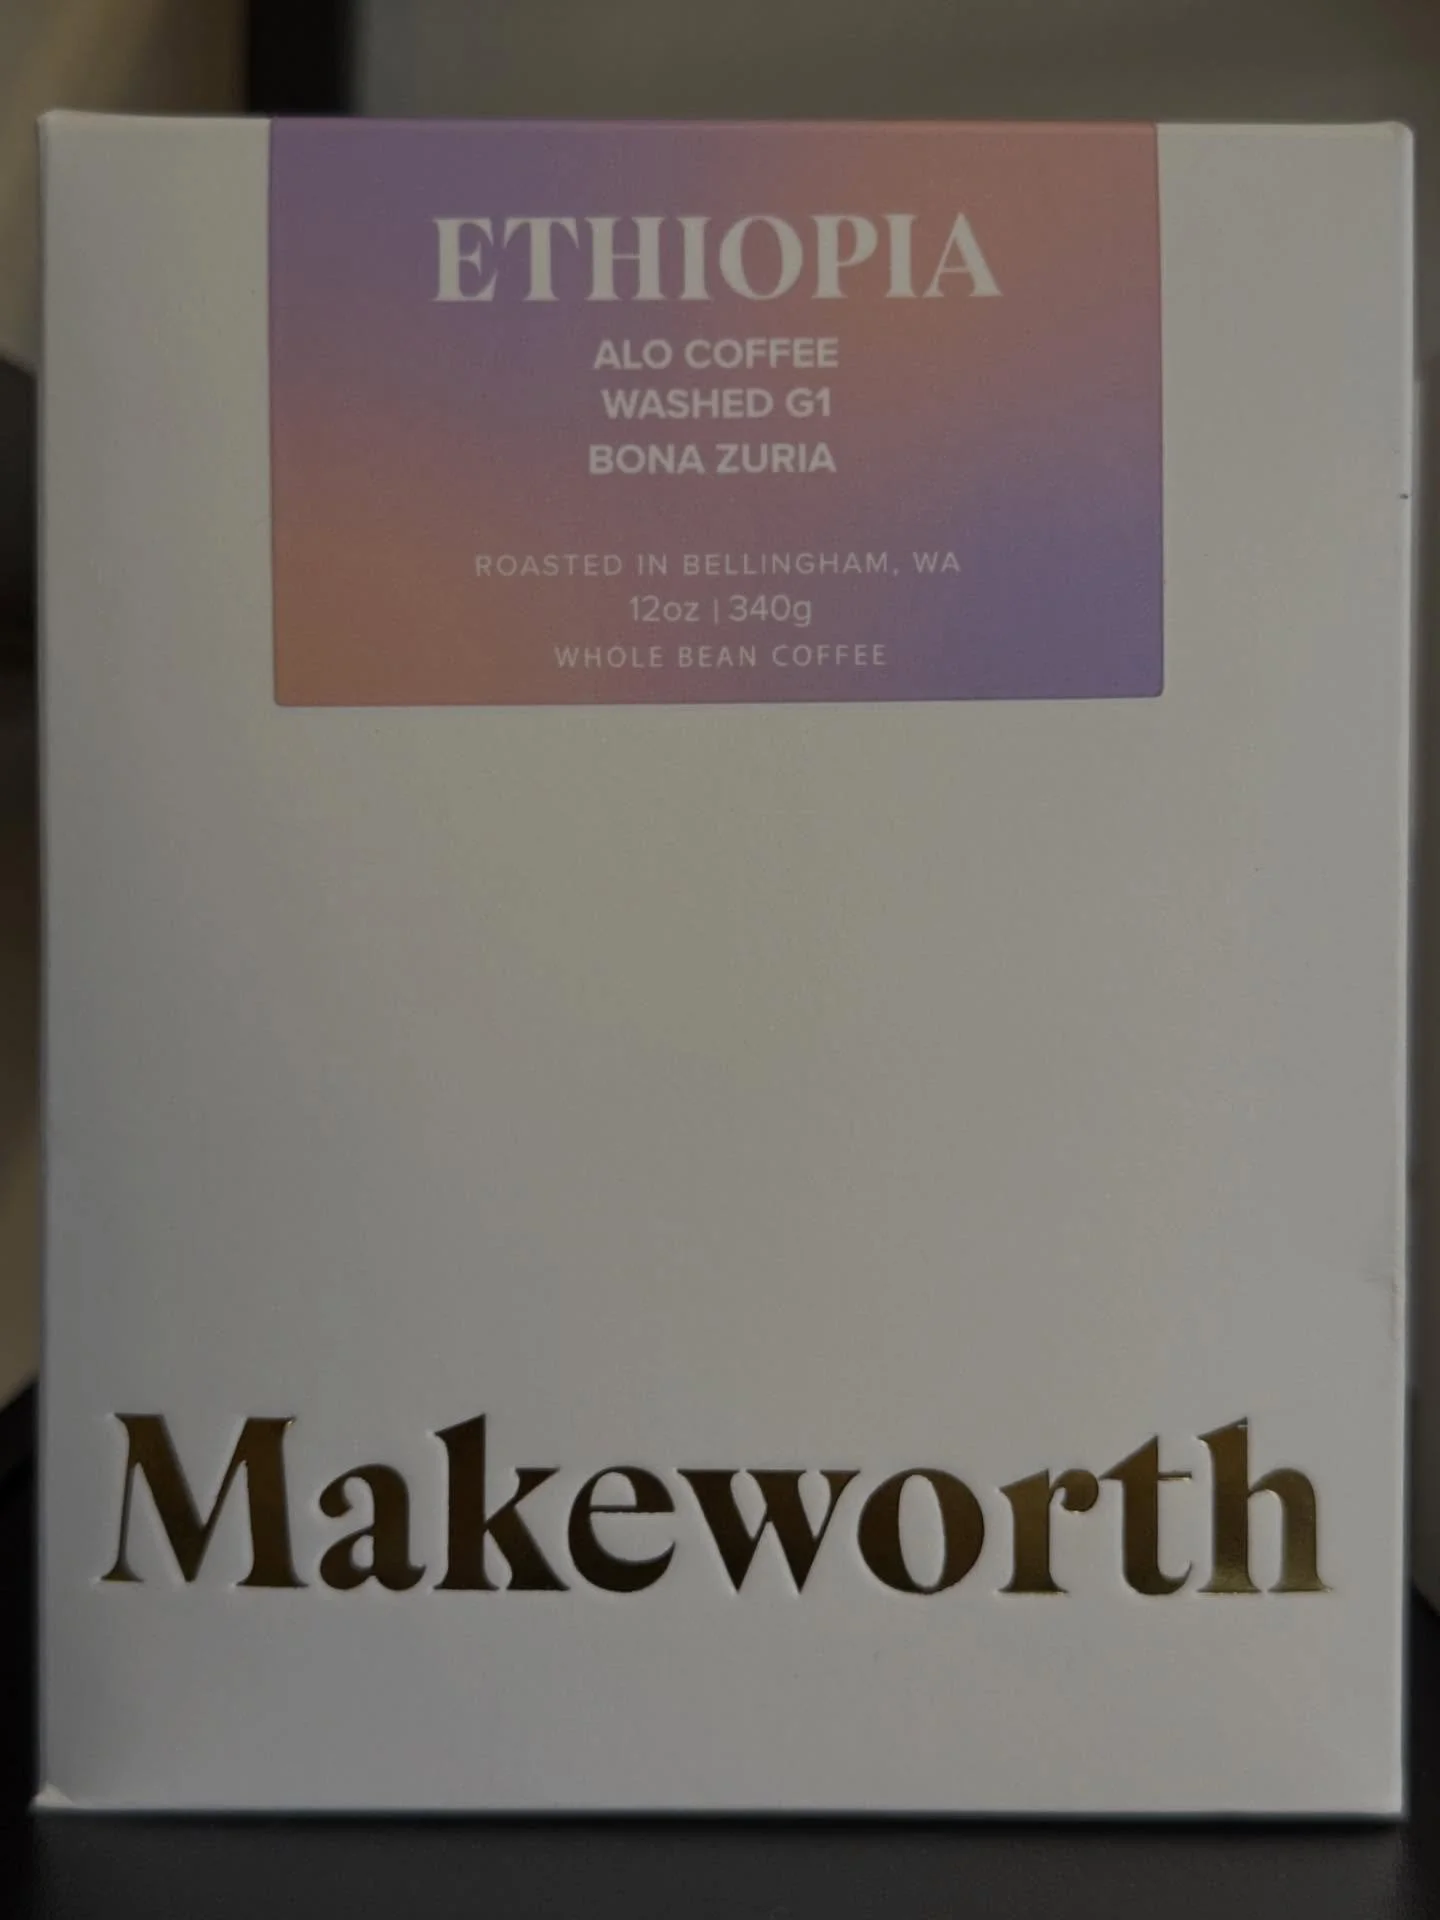 ETHIOPIA
ALO COFFEE
WASHED G1
BONA ZURIA
ROASTED IN BELLINGHAM, WA
12oz | 340g
WHOLE BEAN COFFEE
Makeworth